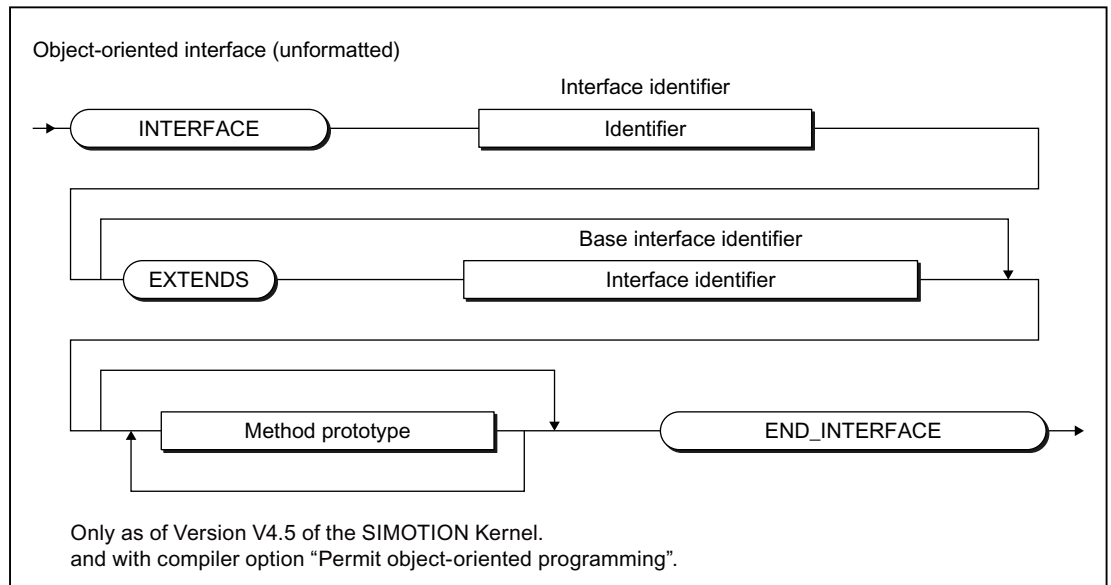 Object-oriented interface (unformatted)
Interface identifier
INTERFACE
Identifier
Base interface identifier
EXTENDS
Interface identifier
Method prototype
END_INTERFACE
Only as of Version V4.5 of the SIMOTION Kernel.
and with compiler option “Permit object-oriented programming”.